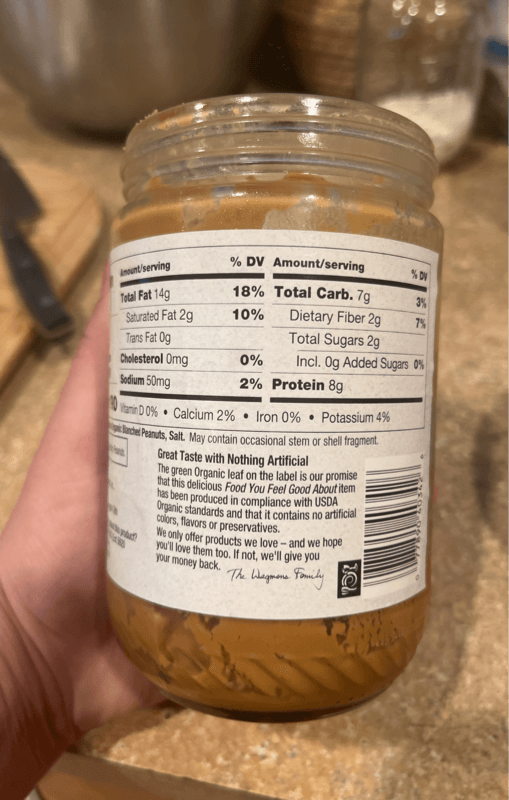 Amount/serving % DV Amount/serving % DV
Total Fat 14g 18% Total Carb. 7g 3%
Saturated Fat 2g 10% Dietary Fiber 2g 7%
Trans Fat 0g Total Sugars 2g
Cholesterol 0mg 0% Incl. 0g Added Sugars 0%
Sodium 50mg 2% Protein 8g
Vitamin D 0% • Calcium 2% • Iron 0% • Potassium 4%
Blanched Peanuts, Salt. May contain occasional stem or shell fragment.
Great Taste with Nothing Artificial
The green Organic leaf on the label is our promise
that this delicious Food You Feel Good About item
has been produced in compliance with USDA
Organic standards and that it contains no artificial
colors, flavors or preservatives.
We only offer products we love – and we hope
you'll love them too. If not, we'll give you
your money back. The Wegmans Family